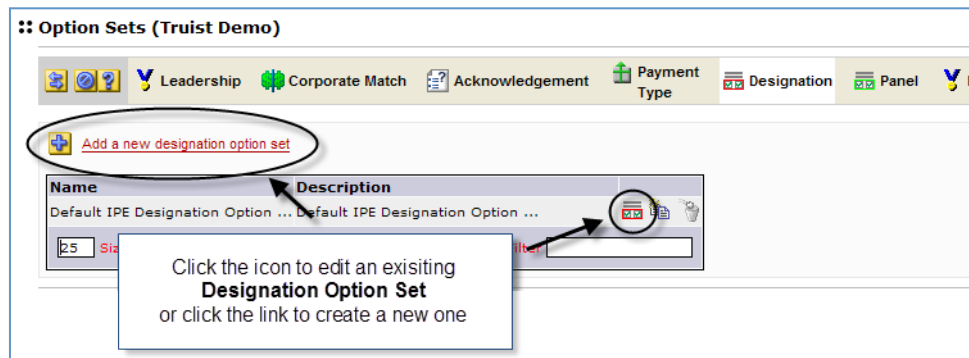 Option Sets (Truist Demo)
Leadership Corporate Match Acknowledgement Payment Type Designation Panel
Add a new designation option set
Name Description
Default IPE Designation Option ... Default IPE Designation Option ...
25
Click the icon to edit an exisiting
Designation Option Set
or click the link to create a new one